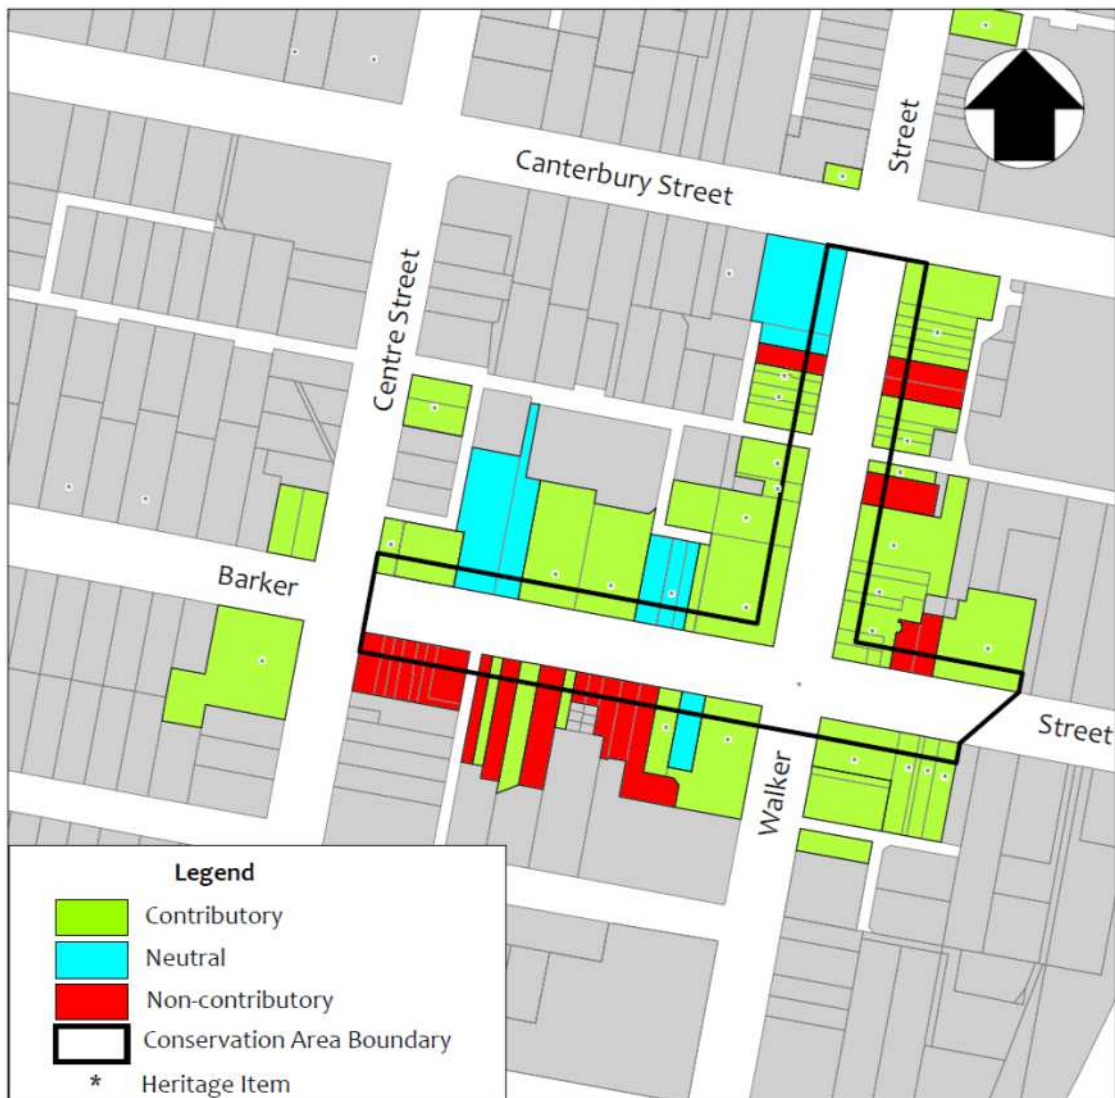 Street
Canterbury Street
Centre Street
Barker
Street
Walker
Legend
Contributory
Neutral
Non-contributory
Conservation Area Boundary
* Heritage Item